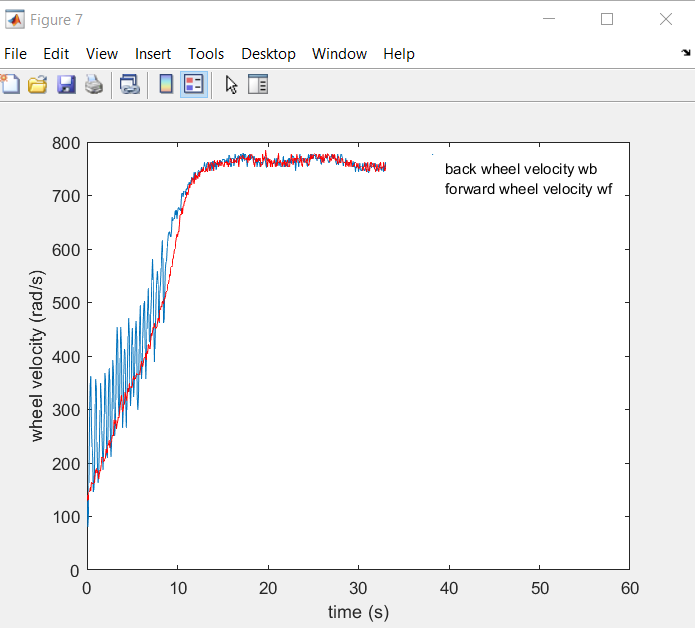 Figure 7
File Edit View Insert Tools Desktop Window Help
800
700
600
500
400
300
200
100
0
wheel velocity (rad/s)
back wheel velocity wb
forward wheel velocity wf
0 10 20 30 40 50 60
time (s)